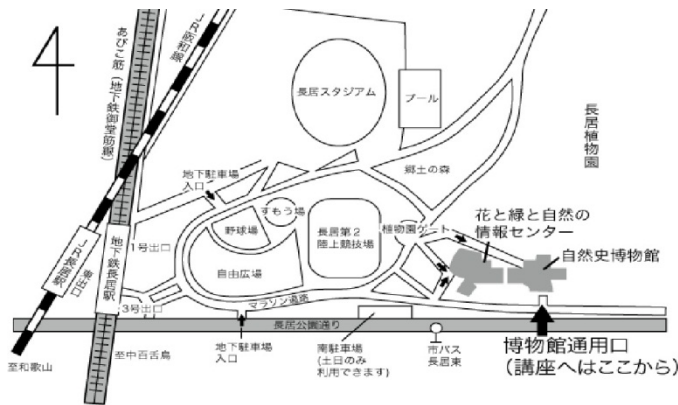 あびこ筋(地下鉄御堂筋線)
JR阪和線
長居スタジアム
プール
長居植物園
郷土の森
地下駐車場
入口
すもう場
野球場
長居第2
陸上競技場
植物園ゲート
花と緑と自然の
情報センター
自然史博物館
自由広場
1号出口
JR長居駅
東出口
地下鉄長居駅
3号出口
マラソン道路
長居公園通り
至和歌山
至中百舌鳥
地下駐車場
入口
南駐車場
(土日のみ
利用できます)
市バス
長居東
博物館通用口
(講座へはここから)